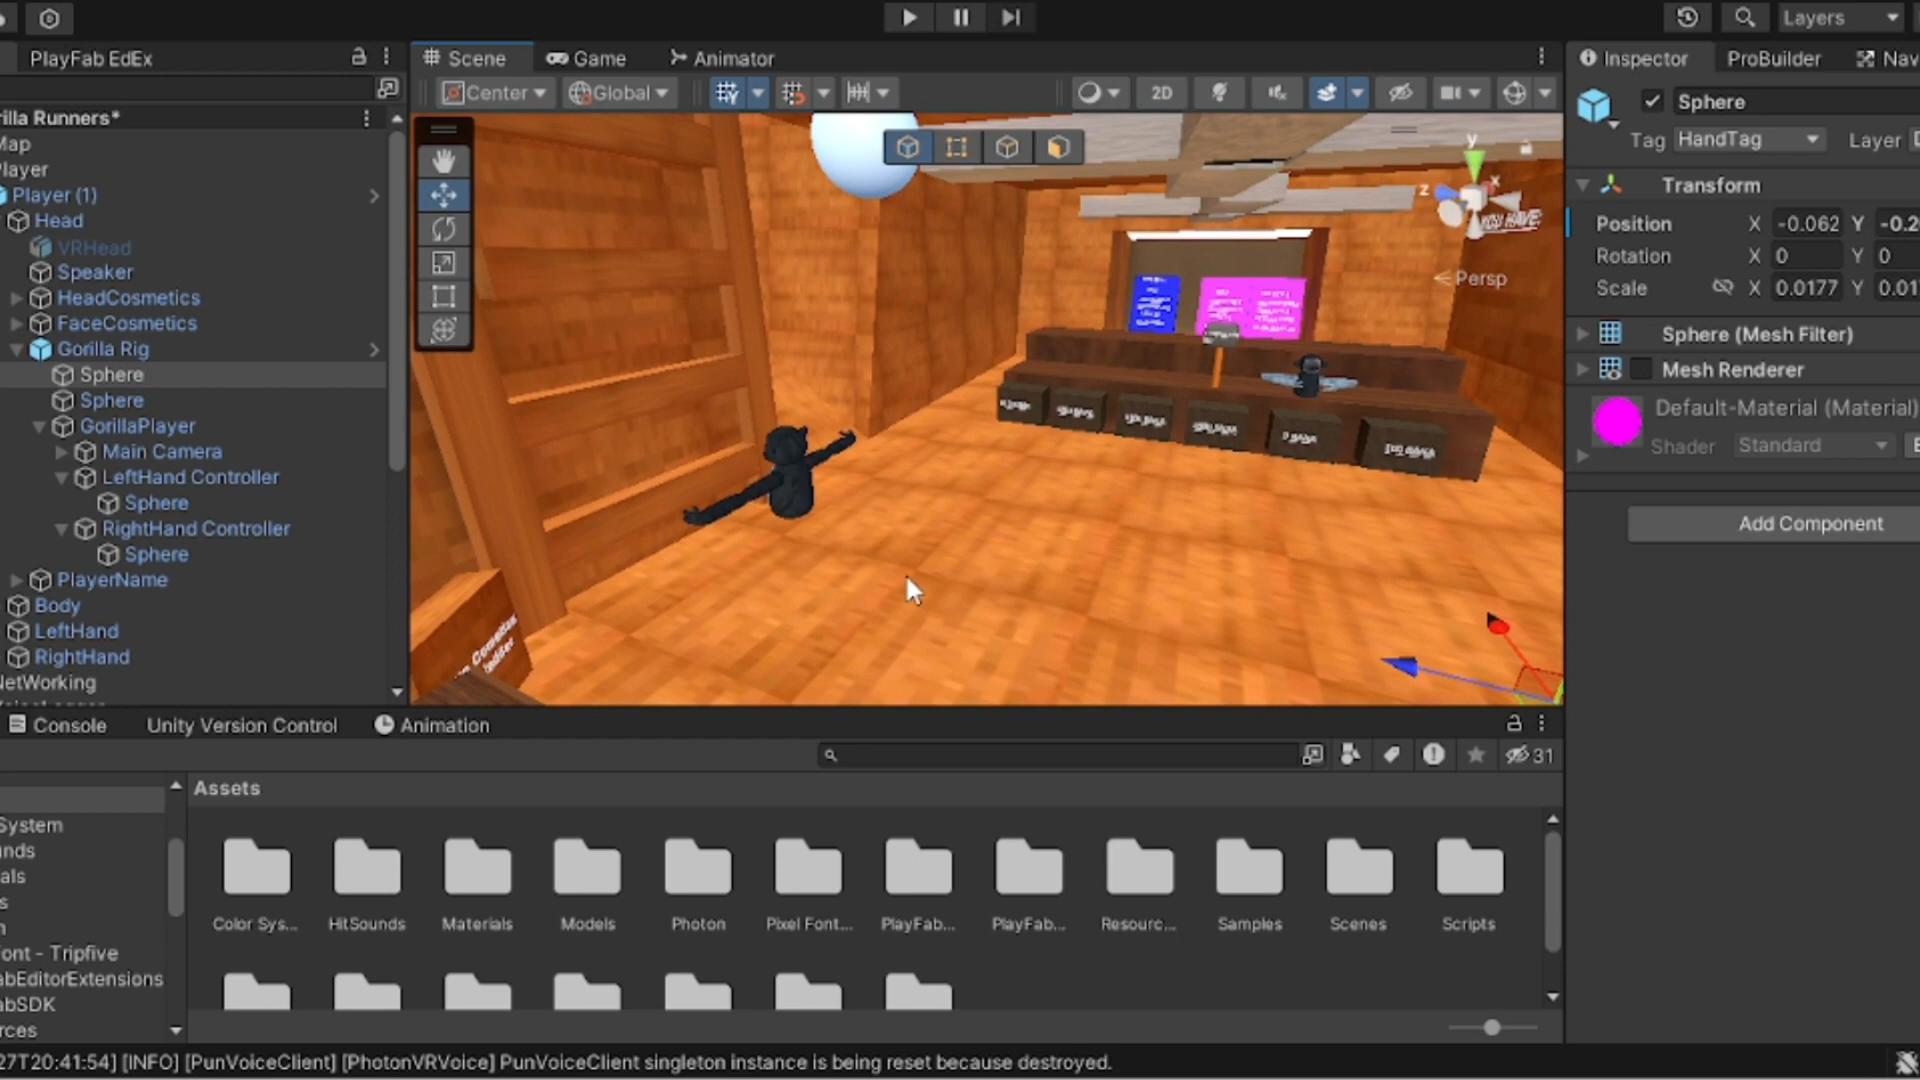 Layers
PlayFab EdEx
Scene
Game
Animator
Inspector
ProBuilder
Nav
Center
Global
2D
rilla Runners*
Map
Player
Player (1)
Head
VRHead
Speaker
HeadCosmetics
FaceCosmetics
Gorilla Rig
Sphere
Sphere
GorillaPlayer
Main Camera
LeftHand Controller
Sphere
RightHand Controller
Sphere
PlayerName
Body
LeftHand
RightHand
NetWorking
y
x
z
YOU HAVE:
Persp
Sphere
Tag HandTag Layer D
Transform
Position X -0.062 Y -0.2
Rotation X 0 Y 0
Scale X 0.0177 Y 0.01
Sphere (Mesh Filter)
Mesh Renderer
Default-Material (Material)
Shader Standard E
Add Component
Console
Unity Version Control
Animation
31
Assets
System
unds
als
s
n
Font - Tripfive
abEditorExtensions
abSDK
rces
Color Sys...
HitSounds
Materials
Models
Photon
Pixel Font...
PlayFab...
PlayFab...
Resourc...
Samples
Scenes
Scripts
27T20:41:54] [INFO] [PunVoiceClient] [PhotonVRVoice] PunVoiceClient singleton instance is being reset because destroyed.